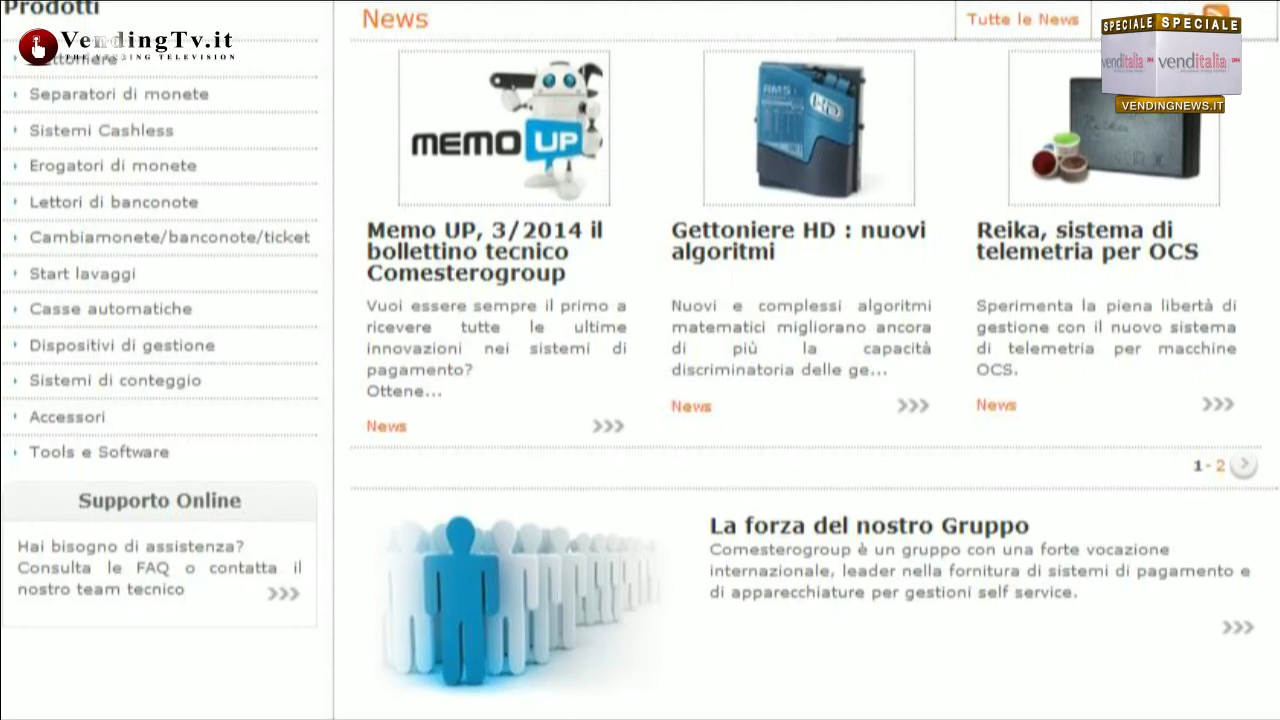 Prodotti
VendingTv.it
THE VENDING TELEVISION
Separatori di monete
Sistemi Cashless
Erogatori di monete
Lettori di banconote
Cambiamonete/banconote/ticket
Start lavaggi
Casse automatiche
Dispositivi di gestione
Sistemi di conteggio
Accessori
Tools e Software
Supporto Online
Hai bisogno di assistenza?
Consulta le FAQ o contatta il
nostro team tecnico
News
Tutte le News
SPECIALE SPECIALE
venditalia venditalia
VENDINGNEWS.IT
MEMO UP
Memo UP, 3/2014 il
bollettino tecnico
Comesterogroup
Vuoi essere sempre il primo a
ricevere tutte le ultime
innovazioni nei sistemi di
pagamento?
Ottene...
News
HD
Gettoniere HD : nuovi
algoritmi
Nuovi e complessi algoritmi
matematici migliorano ancora
di più la capacità
discriminatoria delle ge...
News
Reika, sistema di
telemetria per OCS
Sperimenta la piena libertà di
gestione con il nuovo sistema
di telemetria per macchine
OCS.
News
1 - 2
La forza del nostro Gruppo
Comesterogroup è un gruppo con una forte vocazione
internazionale, leader nella fornitura di sistemi di pagamento e
di apparecchiature per gestioni self service.